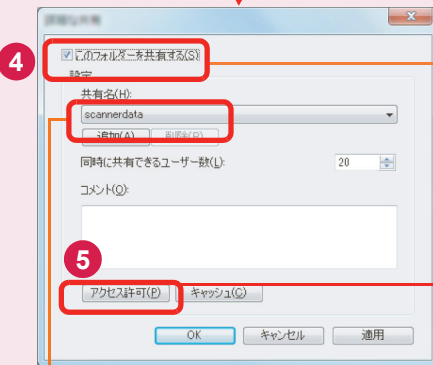 詳細な共有
4
このフォルダーを共有する(S)
設定
共有名(H):
scannerdata
追加(A) 削除(R)
同時に共有できるユーザー数(L): 20
コメント(O):
5
アクセス許可(P) キャッシュ(C)
OK キャンセル 適用